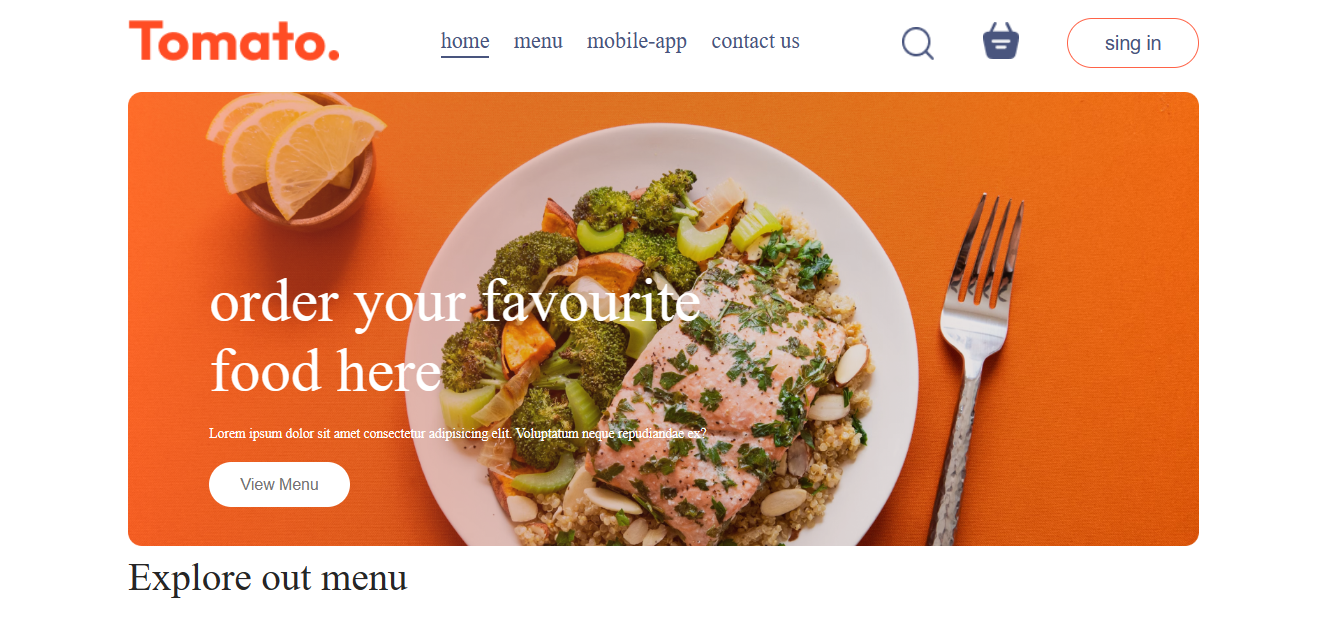 Tomato.
home menu mobile-app contact us
sing in
order your favourite
food here
Lorem ipsum dolor sit amet consectetur adipisicing elit. Voluptatum neque repudiandae ex?
View Menu
Explore out menu